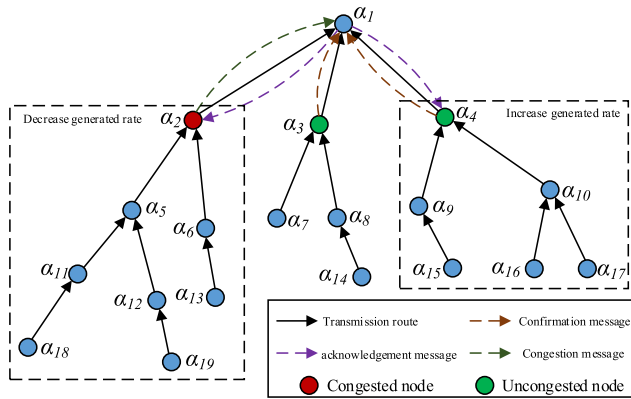 α1
Decrease generated rate
Increase generated rate
α2
α3
α4
α5
α6
α7
α8
α9
α10
α11
α12
α13
α14
α15
α16
α17
α18
α19
Transmission route
Confirmation message
acknowledgement message
Congestion message
Congested node
Uncongested node